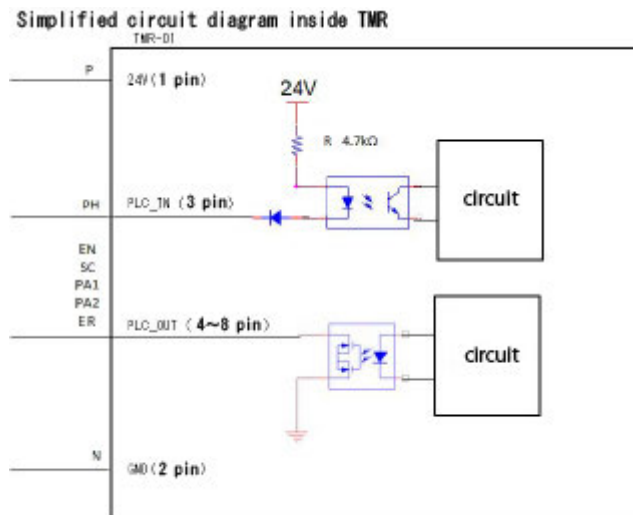 Simplified circuit diagram inside TMR
TMR-01
P 24V(1 pin)
24V
R 4.7kΩ
circuit
PH PLC_IN (3 pin)
EN
SC
PA1
PA2
ER PLC_OUT (4~8 pin)
circuit
N GND(2 pin)